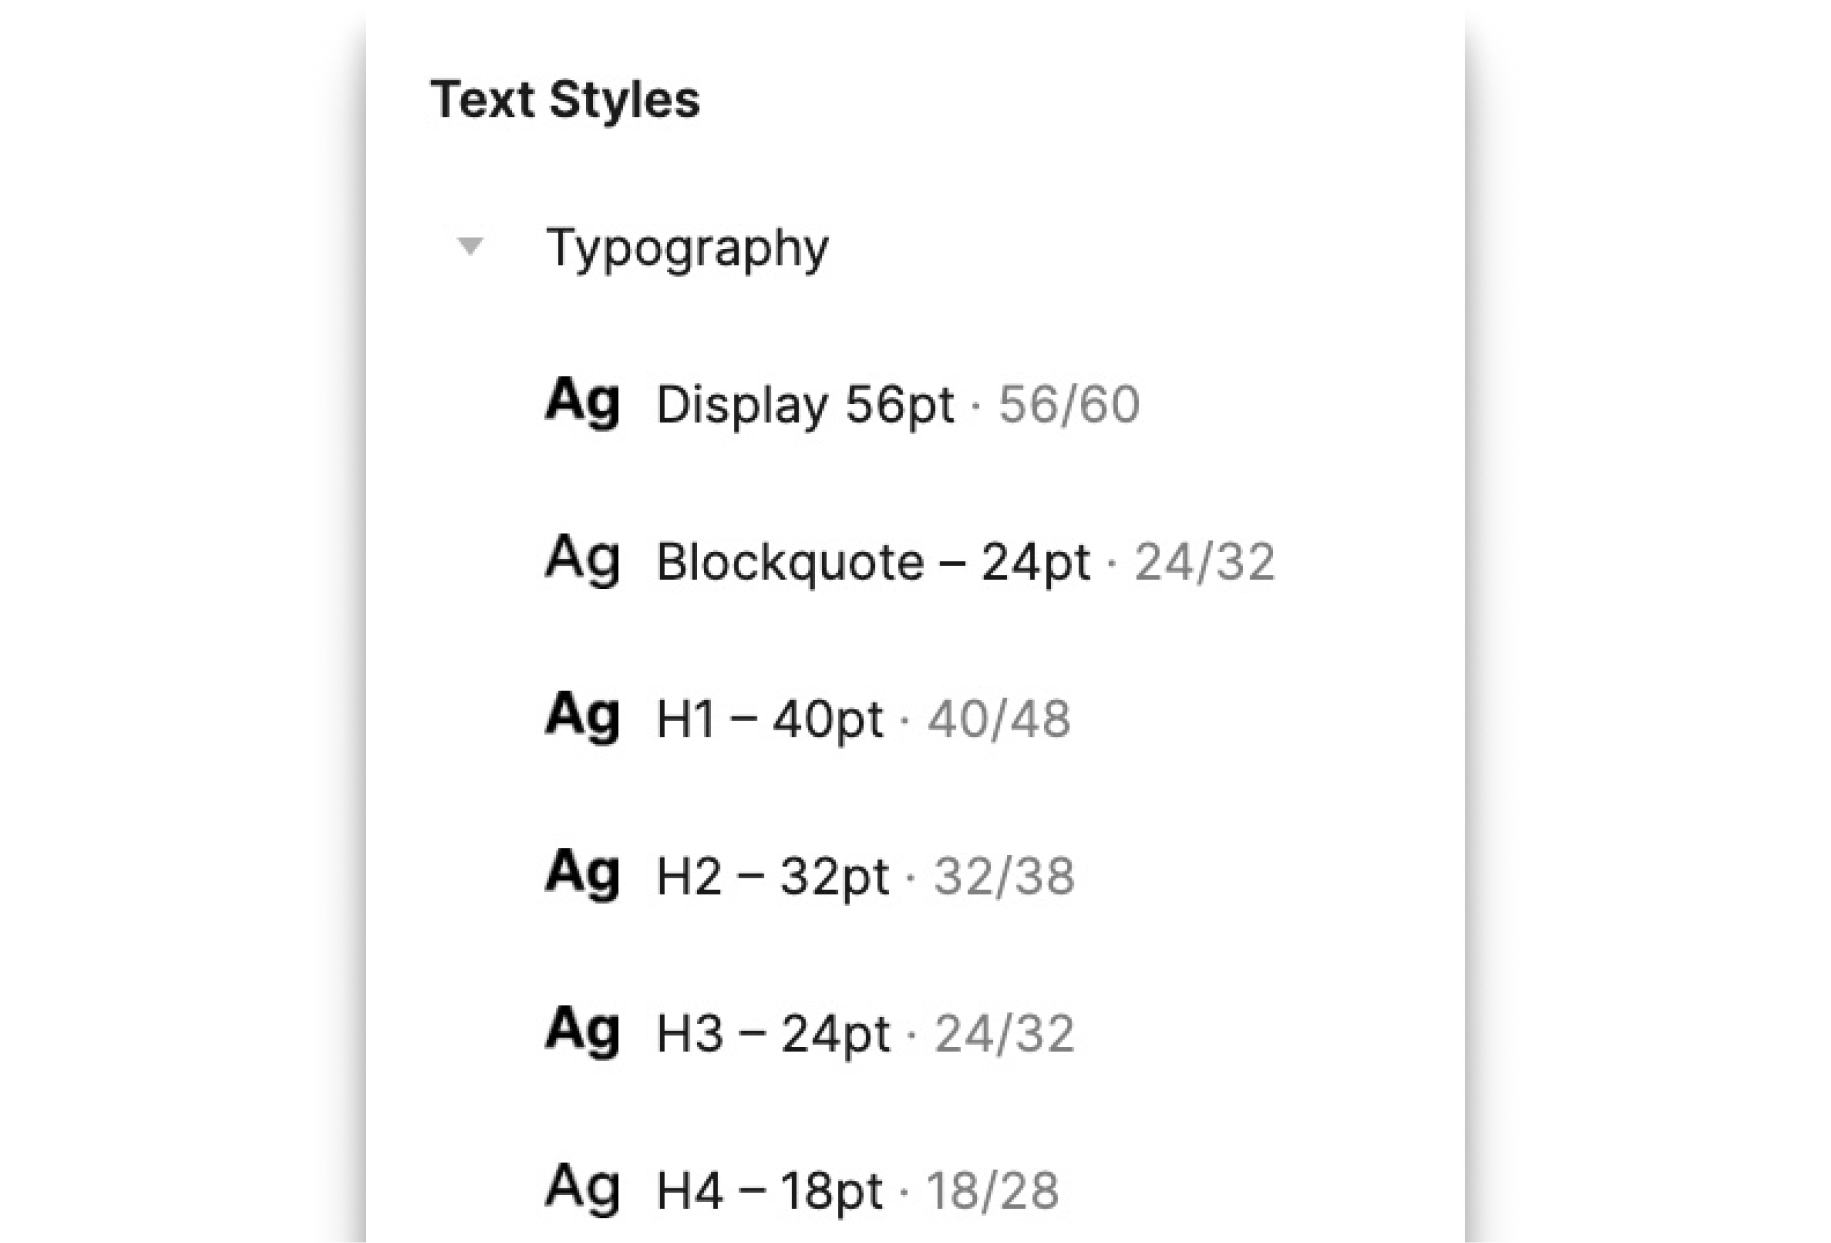 Text Styles
Typography
Ag Display 56pt · 56/60
Ag Blockquote – 24pt · 24/32
Ag H1 – 40pt · 40/48
Ag H2 – 32pt · 32/38
Ag H3 – 24pt · 24/32
Ag H4 – 18pt · 18/28